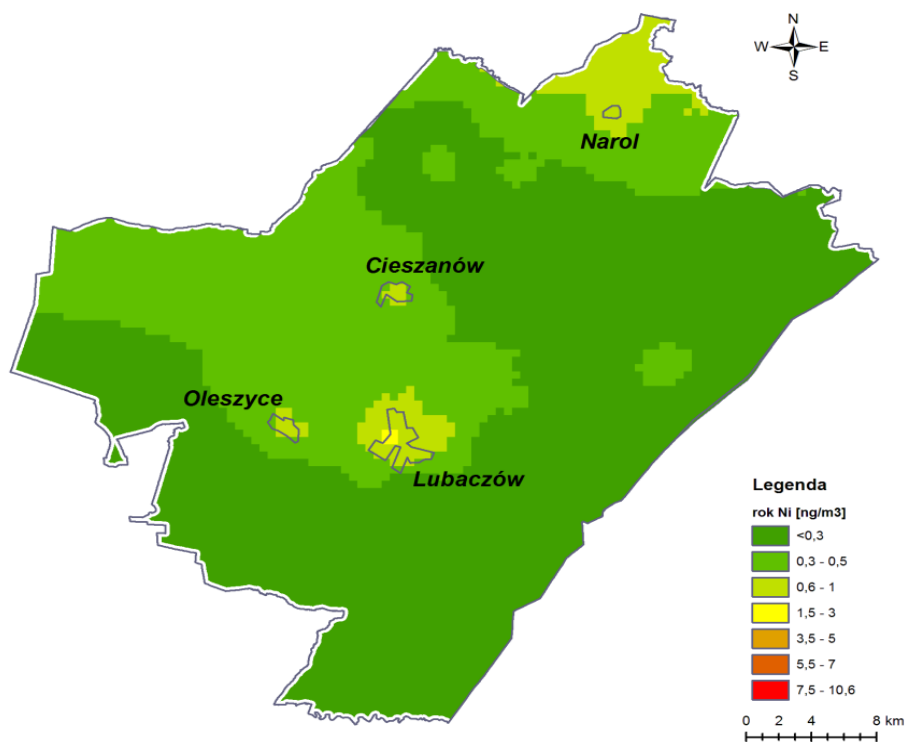 N
W E
S
Narol
Cieszanów
Oleszyce
Lubaczów
Legenda
rok Ni [ng/m3]
<0,3
0,3 - 0,5
0,6 - 1
1,5 - 3
3,5 - 5
5,5 - 7
7,5 - 10,6
0 2 4 8 km